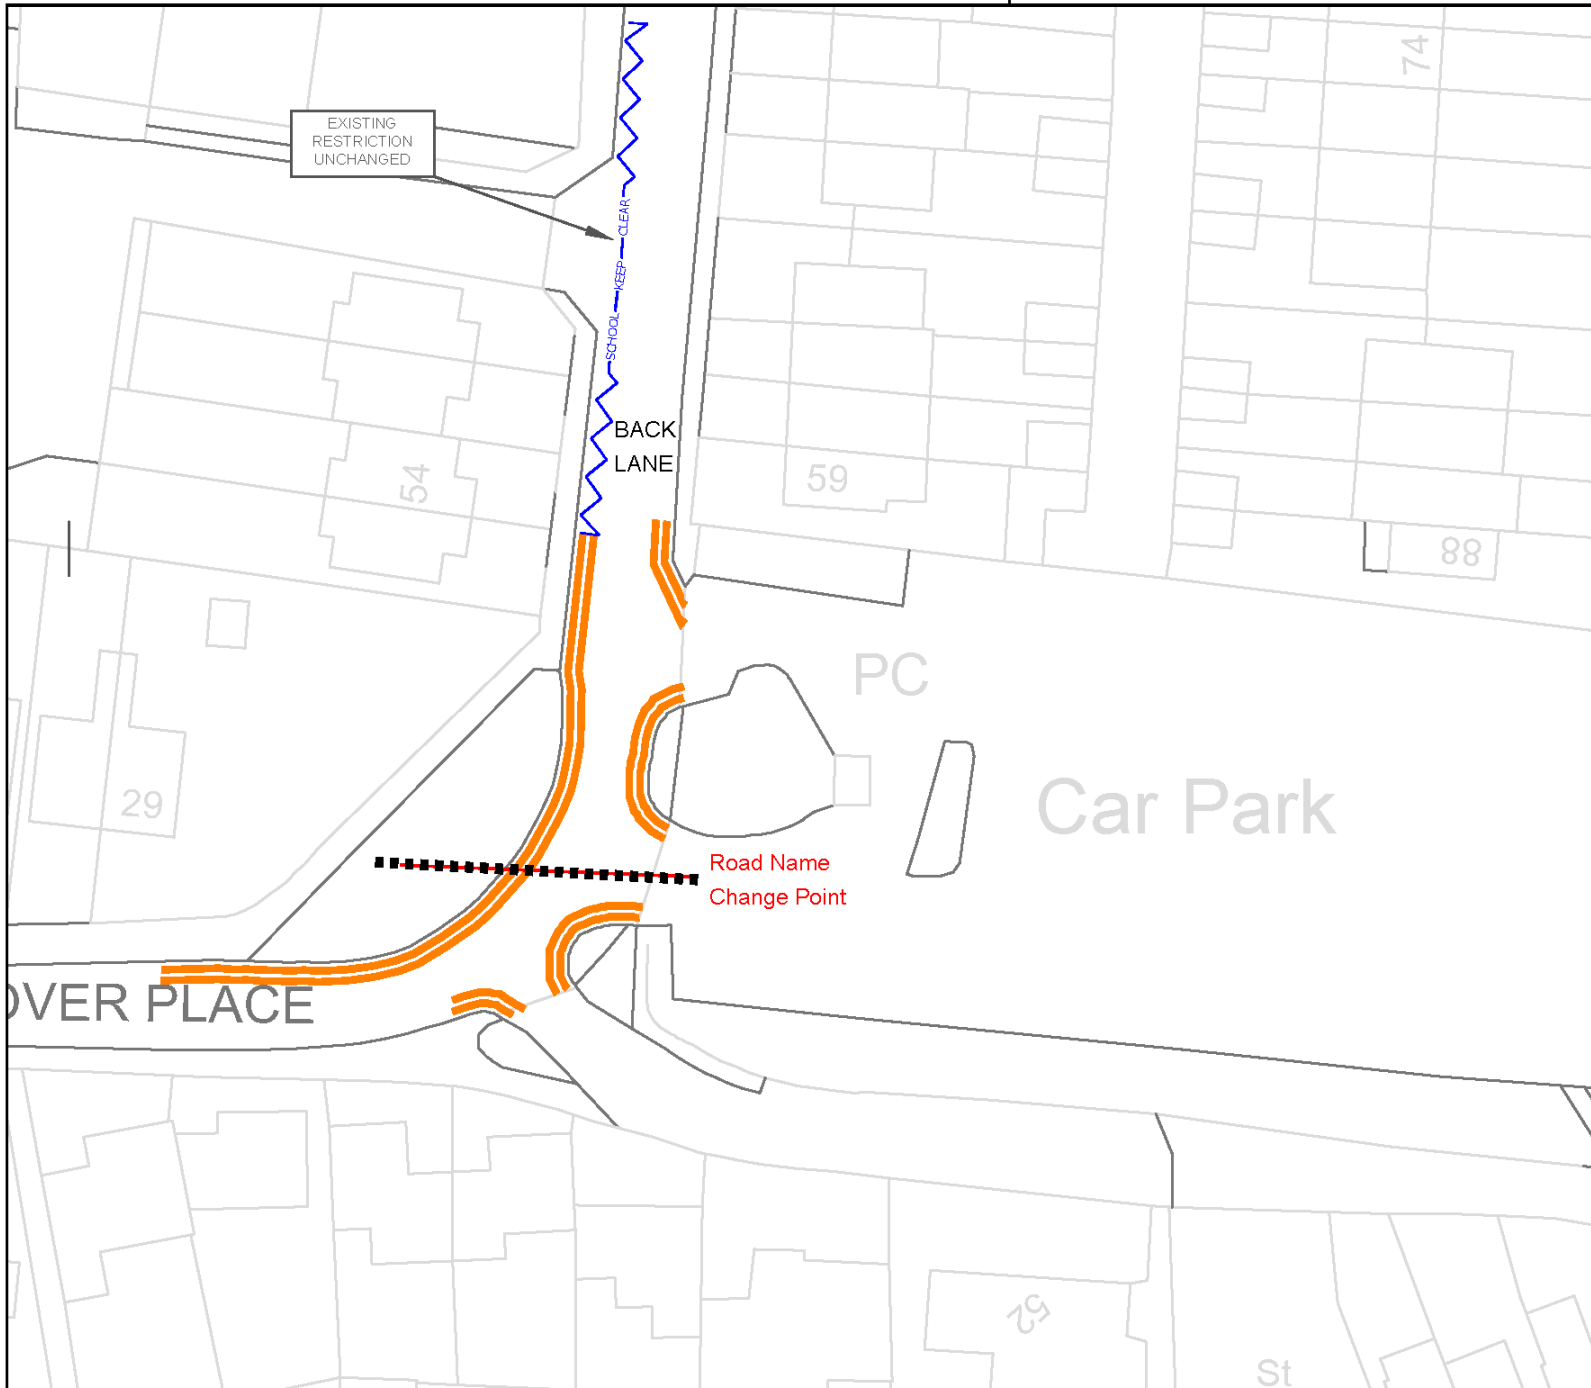 74
EXISTING
RESTRICTION
UNCHANGED
SCHOOL KEEP CLEAR
BACK
LANE
54
59
88
PC
29
Car Park
Road Name
Change Point
OVER PLACE
52
St